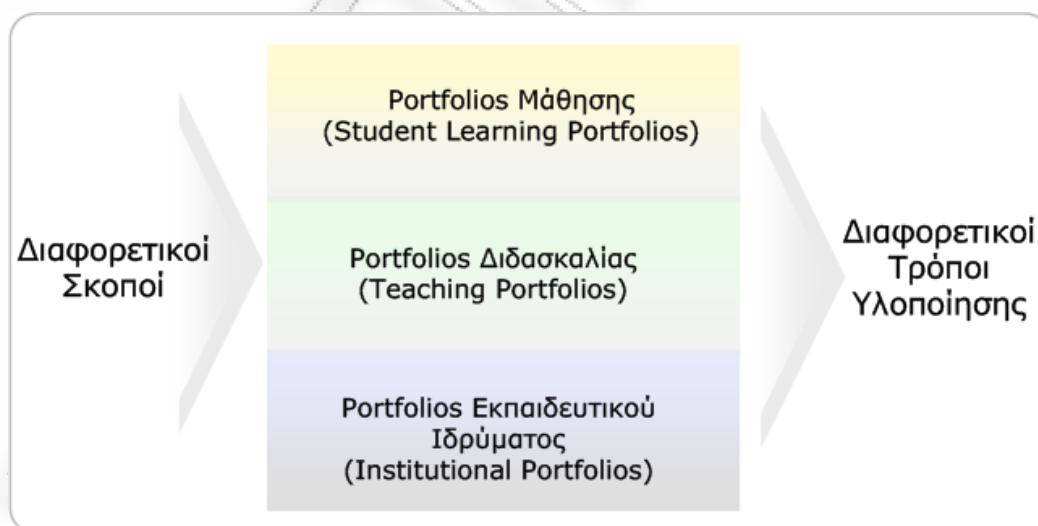 Διαφορετικοί
Σκοποί
Portfolios Μάθησης
(Student Learning Portfolios)
Portfolios Διδασκαλίας
(Teaching Portfolios)
Portfolios Εκπαιδευτικού
Ιδρύματος
(Institutional Portfolios)
Διαφορετικοί
Τρόποι
Υλοποίησης